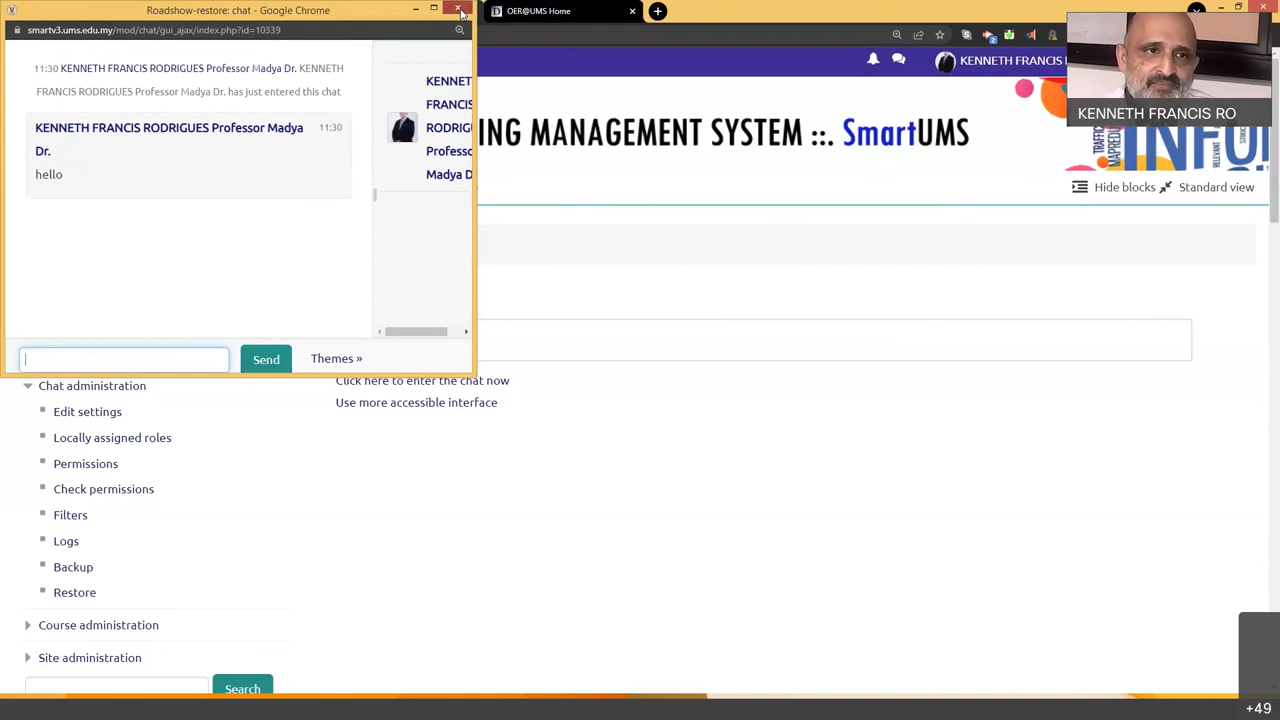 Roadshow-restore: chat - Google Chrome
smartv3.ums.edu.my/mod/chat/gui_ajax/index.php?id=10339
11:30 KENNETH FRANCIS RODRIGUES Professor Madya Dr. KENNETH
FRANCIS RODRIGUES Professor Madya Dr. has just entered this chat
KENNETH FRANCIS RODRIGUES Professor Madya
Dr.
11:30
hello
KENNET
FRANCIS
RODRIGU
Professo
Madya D
Send
Themes »
OER@UMS Home
2
KENNETH FRANCIS
KENNETH FRANCIS RO
NG MANAGEMENT SYSTEM ::. SmartUMS
INFO
Hide blocks
Standard view
Click here to enter the chat now
Use more accessible interface
Chat administration
Edit settings
Locally assigned roles
Permissions
Check permissions
Filters
Logs
Backup
Restore
Course administration
Site administration
Search
+49